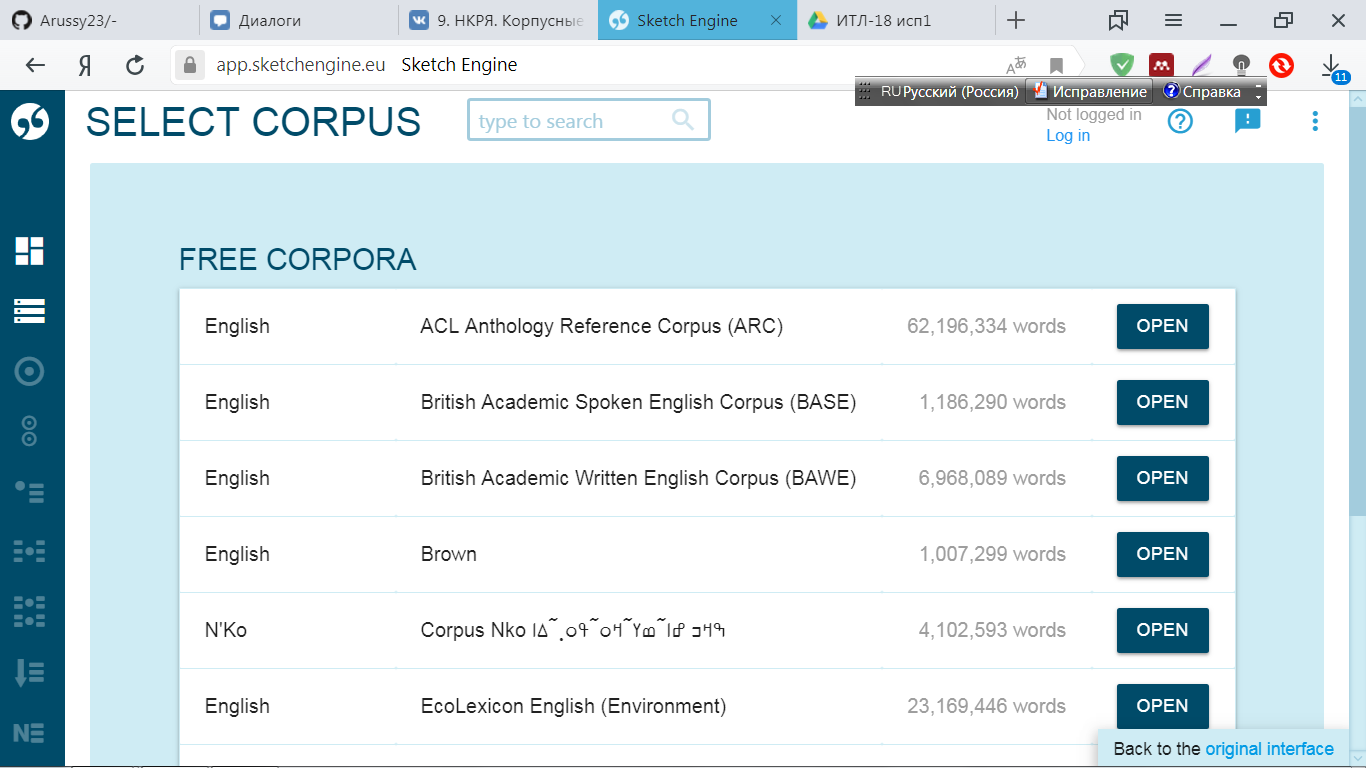 Arussy23/-
Диалоги
9. НКРЯ. Корпусные
Sketch Engine
ИТЛ-18 исп1
Я
app.sketchengine.eu Sketch Engine
11
RU Русский (Россия) Исправление Справка
SELECT CORPUS
type to search
Not logged in
Log in
FREE CORPORA
English ACL Anthology Reference Corpus (ARC) 62,196,334 words OPEN
English British Academic Spoken English Corpus (BASE) 1,186,290 words OPEN
English British Academic Written English Corpus (BAWE) 6,968,089 words OPEN
English Brown 1,007,299 words OPEN
N'Ko Corpus Nko 4,102,593 words OPEN
English EcoLexicon English (Environment) 23,169,446 words OPEN
Back to the original interface